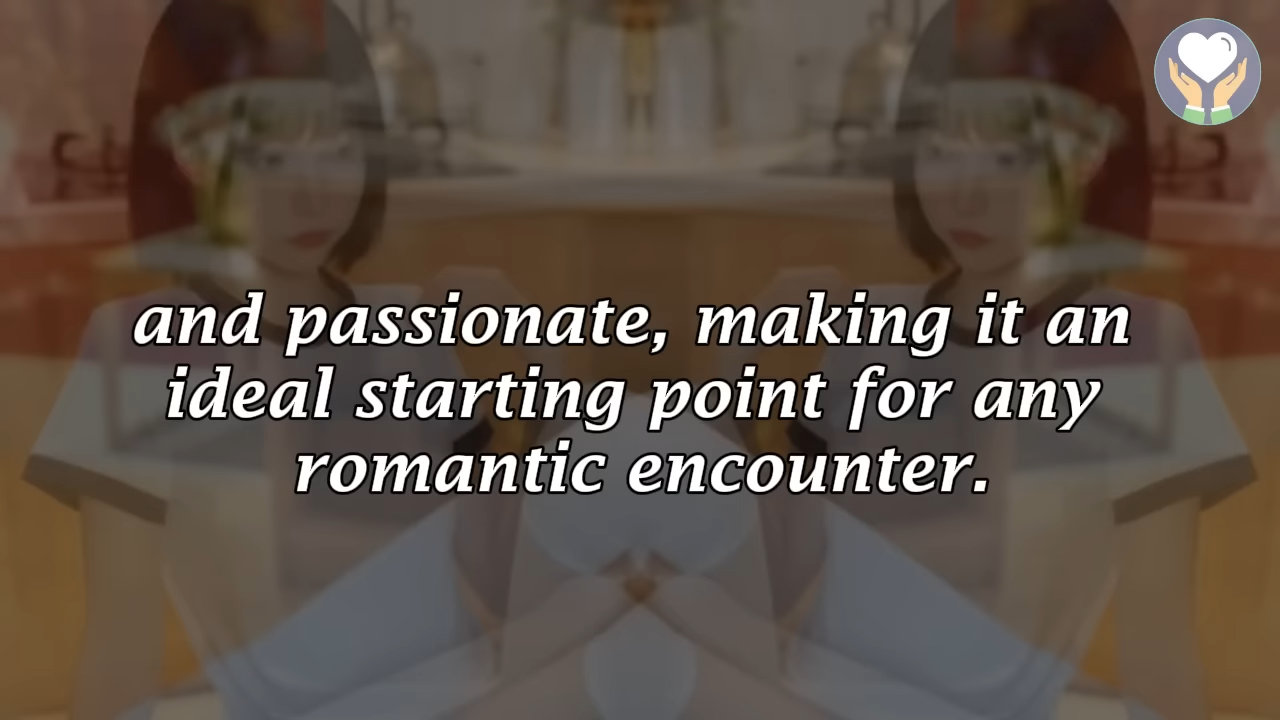 and passionate, making it an
ideal starting point for any
romantic encounter.